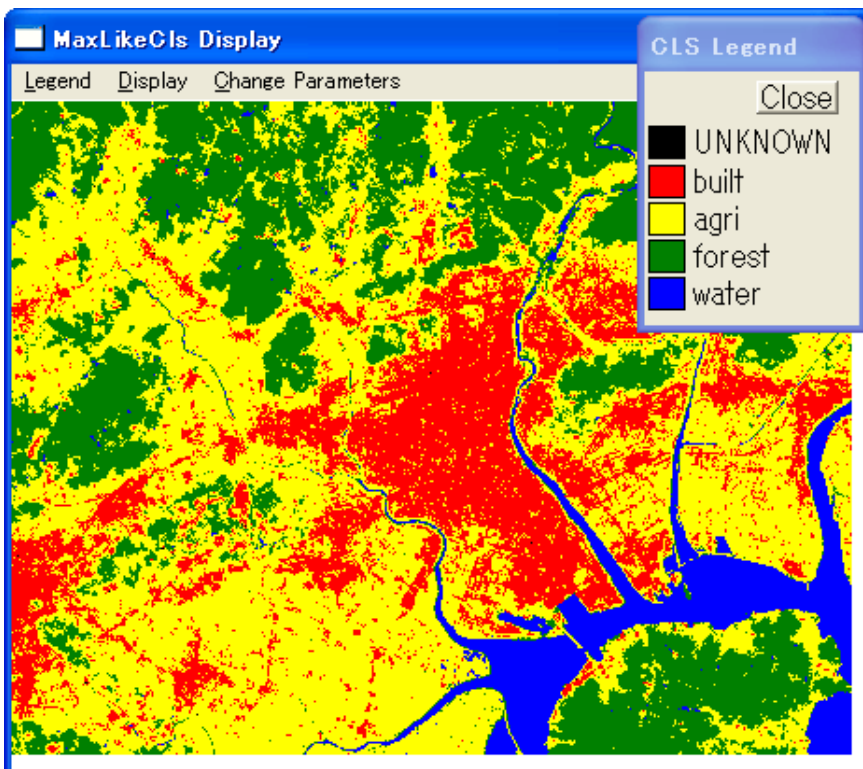 MaxLikeCls Display
Legend Display Change Parameters
CLS Legend
Close
UNKNOWN
built
agri
forest
water